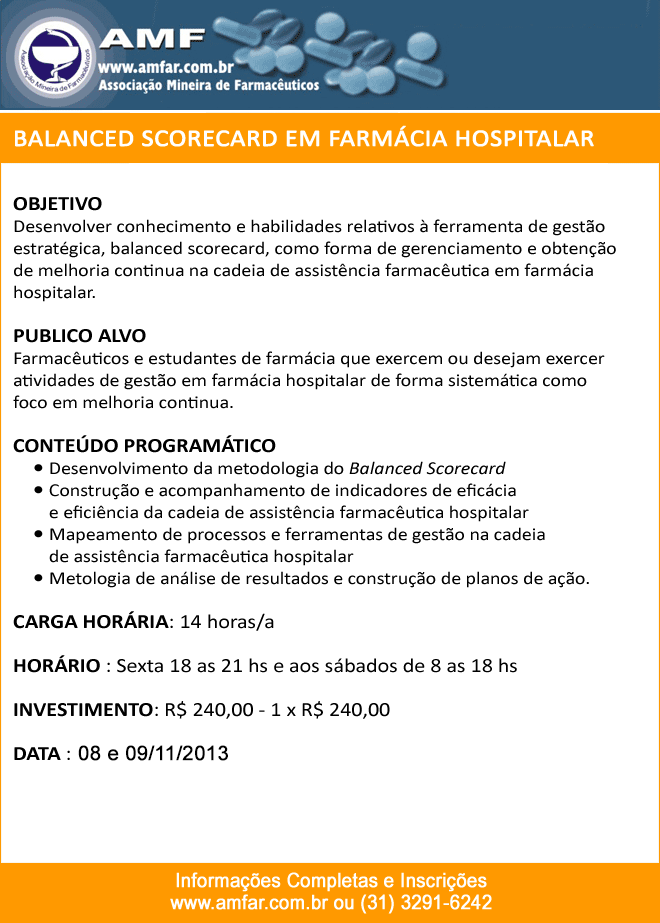 Associação Mineira de Farmacêuticos
AMF
www.amfar.com.br
Associação Mineira de Farmacêuticos
BALANCED SCORECARD EM FARMÁCIA HOSPITALAR
OBJETIVO
Desenvolver conhecimento e habilidades relativos à ferramenta de gestão
estratégica, balanced scorecard, como forma de gerenciamento e obtenção
de melhoria continua na cadeia de assistência farmacêutica em farmácia
hospitalar.
PUBLICO ALVO
Farmacêuticos e estudantes de farmácia que exercem ou desejam exercer
atividades de gestão em farmácia hospitalar de forma sistemática como
foco em melhoria continua.
CONTEÚDO PROGRAMÁTICO
• Desenvolvimento da metodologia do Balanced Scorecard
• Construção e acompanhamento de indicadores de eficácia
e eficiência da cadeia de assistência farmacêutica hospitalar
• Mapeamento de processos e ferramentas de gestão na cadeia
de assistência farmacêutica hospitalar
• Metologia de análise de resultados e construção de planos de ação.
CARGA HORÁRIA: 14 horas/a
HORÁRIO : Sexta 18 as 21 hs e aos sábados de 8 as 18 hs
INVESTIMENTO: R$ 240,00 - 1 x R$ 240,00
DATA : 08 e 09/11/2013
Informações Completas e Inscrições
www.amfar.com.br ou (31) 3291-6242